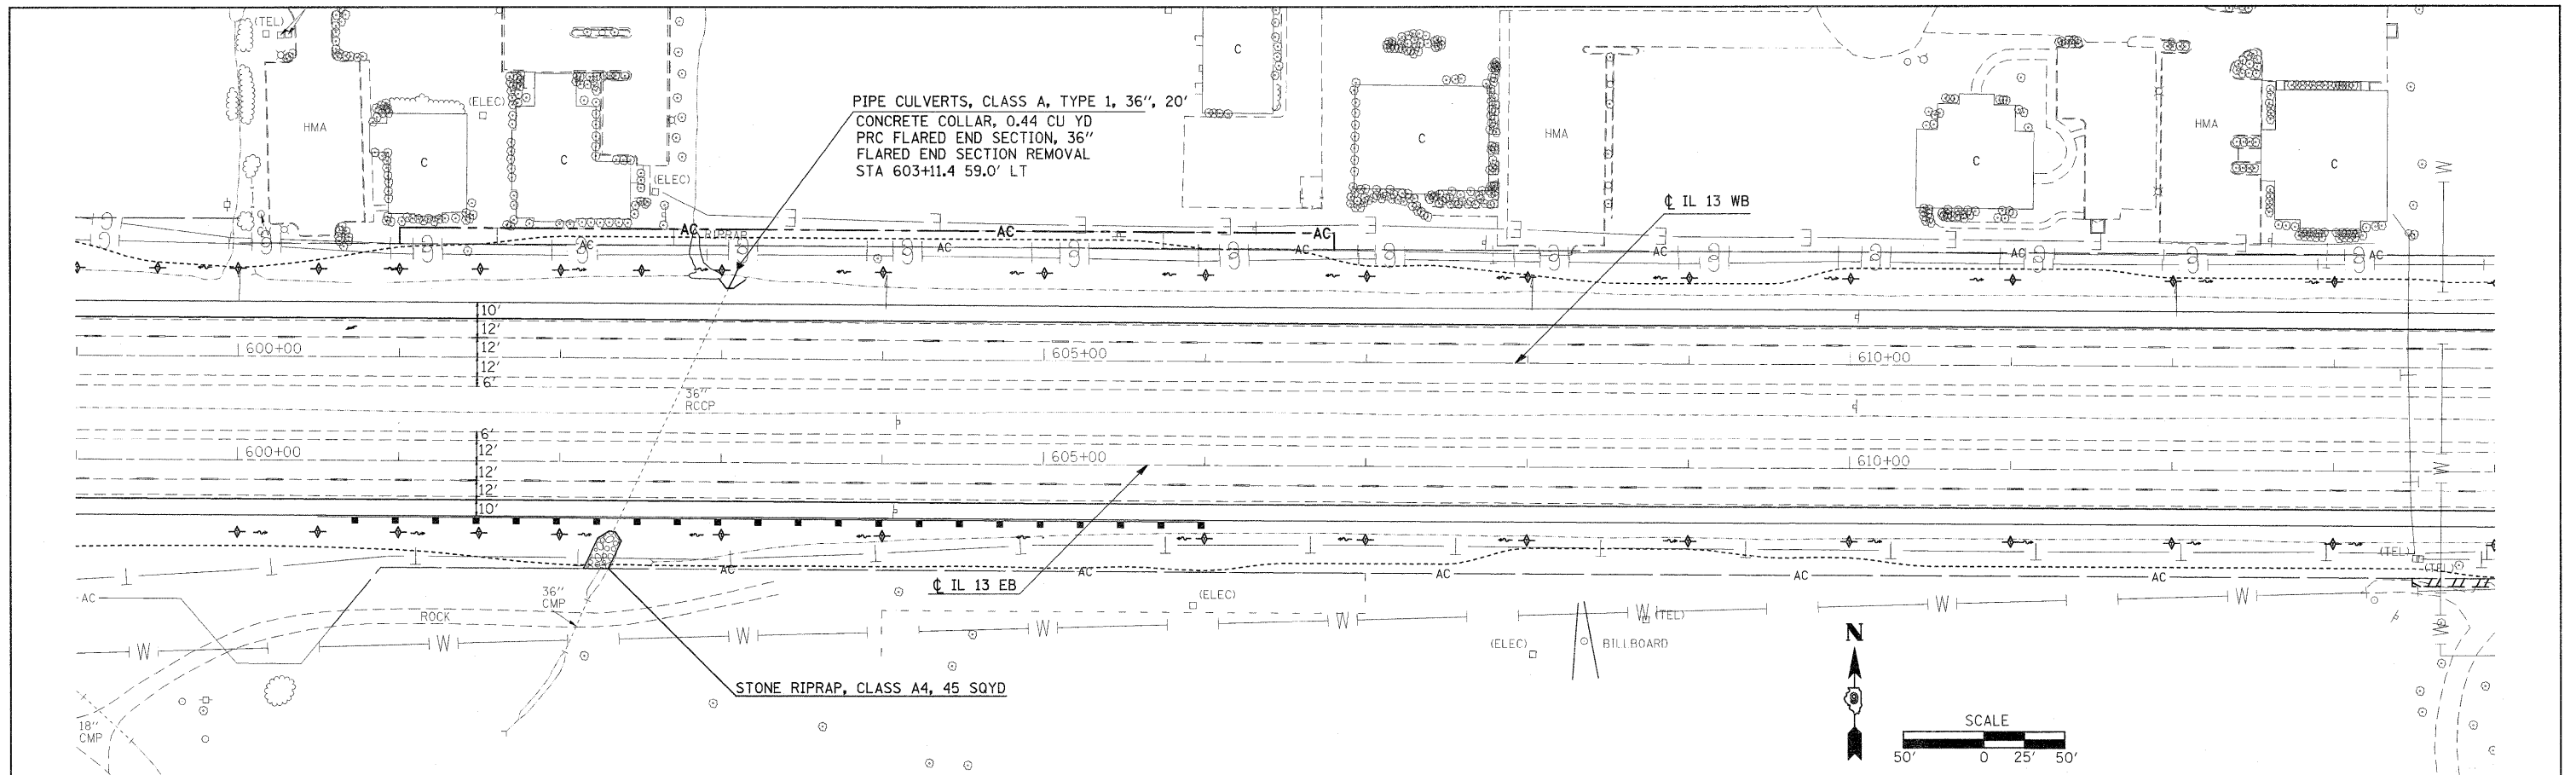 (TEL)
C
(ELEC)
HMA
C
C
(ELEC)
PIPE CULVERTS, CLASS A, TYPE 1, 36", 20'
CONCRETE COLLAR, 0.44 CU YD
PRC FLARED END SECTION, 36"
FLARED END SECTION REMOVAL
STA 603+11.4 59.0' LT
C
HMA
C
HMA
C
℄ IL 13 WB
AC
RIPRAP
AC
AC
AC
AC
AC
AC
AC
AC
E E E E E E E E E E
G G G G G G G G G G G G G G G
10'
12'
12'
12'
6'
600+00
605+00
610+00
36"
RCCP
6'
12'
12'
12'
10'
600+00
605+00
610+00
(TEL)
(TEL)
T T T T T T T T T T T T T
AC
AC
AC
AC
AC
AC
℄ IL 13 EB
36"
CMP
ROCK
(ELEC)
W W W W W W W W
(TEL)
(ELEC)
BILLBOARD
W
W
W
STONE RIPRAP, CLASS A4, 45 SQYD
18"
CMP
N
9
SCALE
50' 0 25' 50'